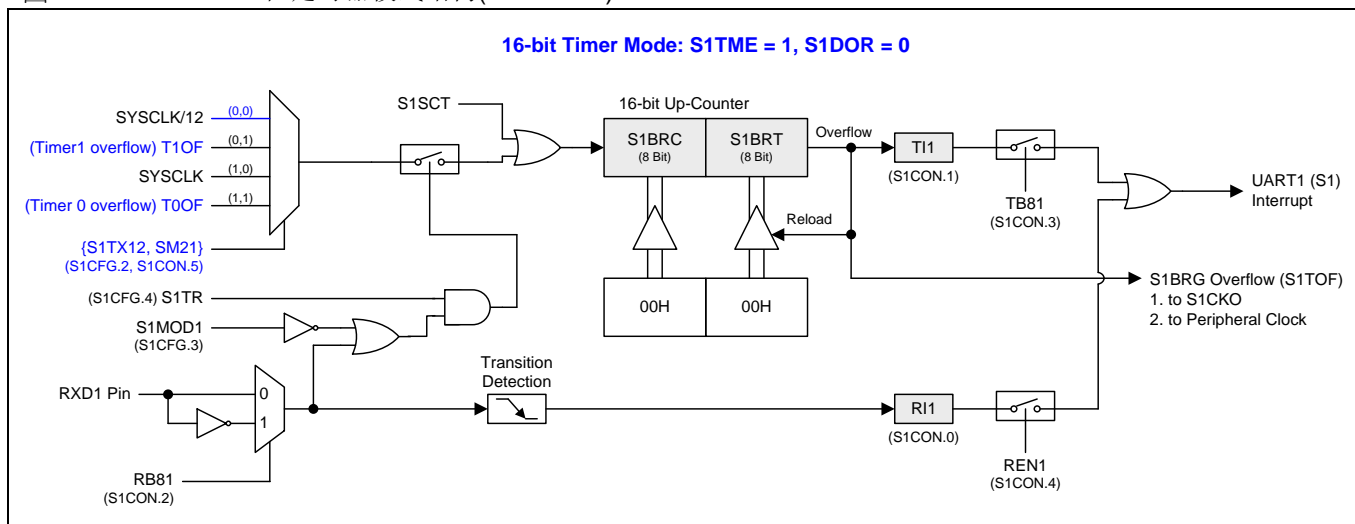 16-bit Timer Mode: S1TME = 1, S1DOR = 0
SYSCLK/12
(0,0)
(Timer1 overflow) T1OF
(0,1)
SYSCLK
(1,0)
(Timer 0 overflow) T0OF
(1,1)
{S1TX12, SM21}
(S1CFG.2, S1CON.5)
(S1CFG.4) S1TR
S1MOD1
(S1CFG.3)
RXD1 Pin
0
1
RB81
(S1CON.2)
S1SCT
16-bit Up-Counter
S1BRC
(8 Bit)
S1BRT
(8 Bit)
Overflow
Reload
00H
00H
Transition
Detection
TI1
(S1CON.1)
TB81
(S1CON.3)
RI1
(S1CON.0)
REN1
(S1CON.4)
UART1 (S1)
Interrupt
S1BRG Overflow (S1TOF)
1. to S1CKO
2. to Peripheral Clock